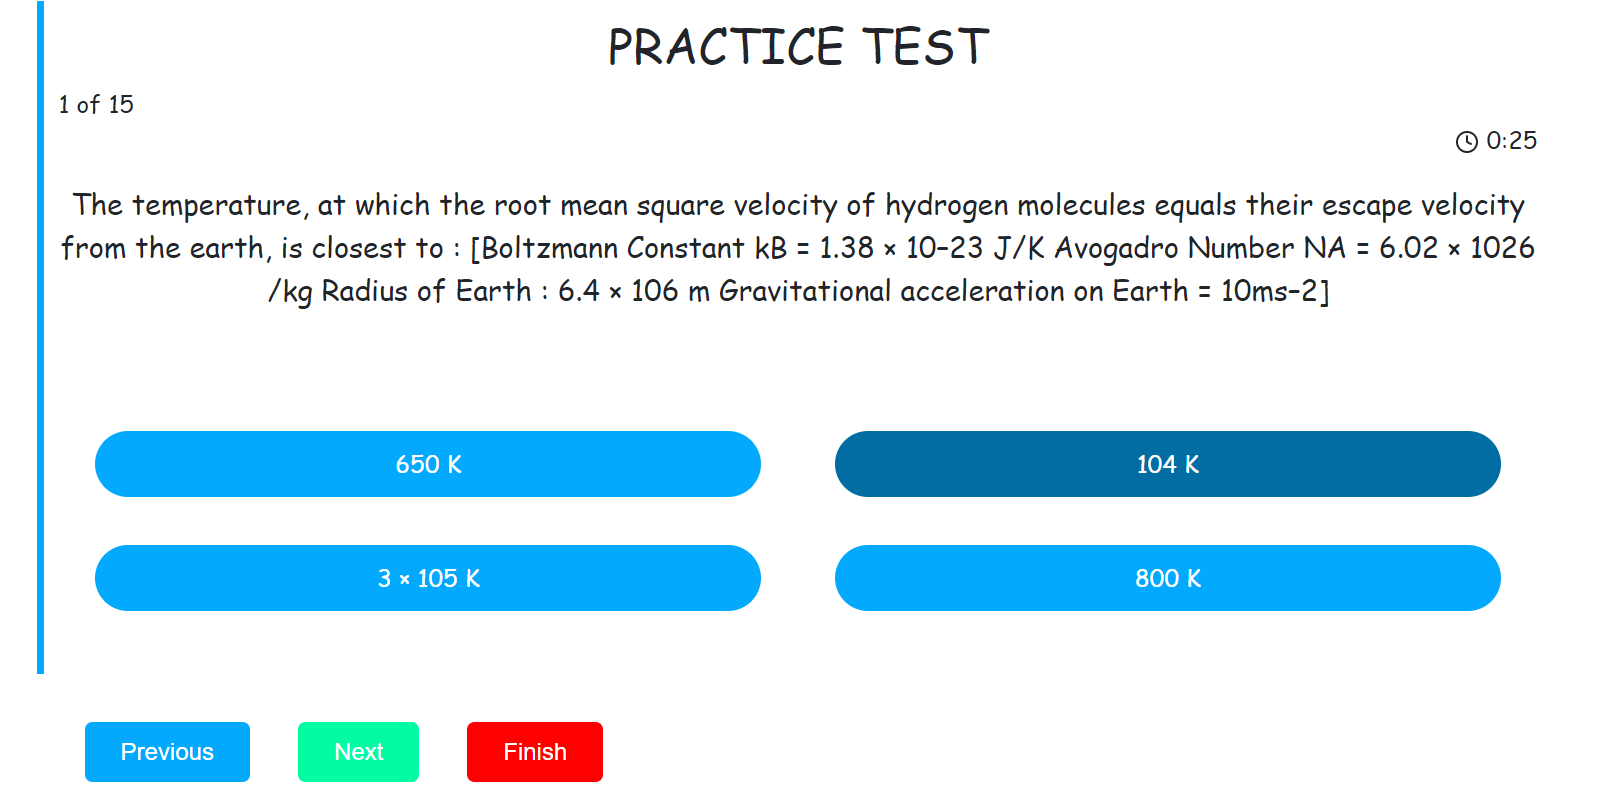 PRACTICE TEST
1 of 15
0:25
The temperature, at which the root mean square velocity of hydrogen molecules equals their escape velocity
from the earth, is closest to : [Boltzmann Constant kB = 1.38 × 10–23 J/K Avogadro Number NA = 6.02 × 1026
/kg Radius of Earth : 6.4 × 106 m Gravitational acceleration on Earth = 10ms–2]
650 K
104 K
3 × 105 K
800 K
Previous
Next
Finish